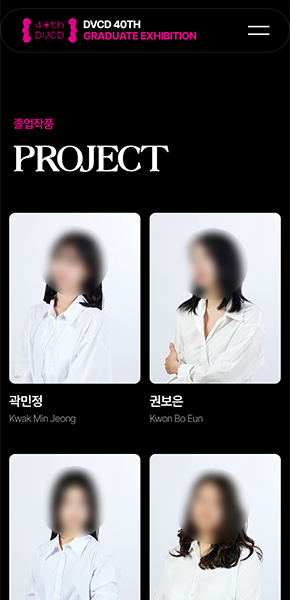 40th
DVCD
DVCD 40TH
GRADUATE EXHIBITION
졸업작품
PROJECT
곽민정
Kwak Min Jeong
권보은
Kwon Bo Eun